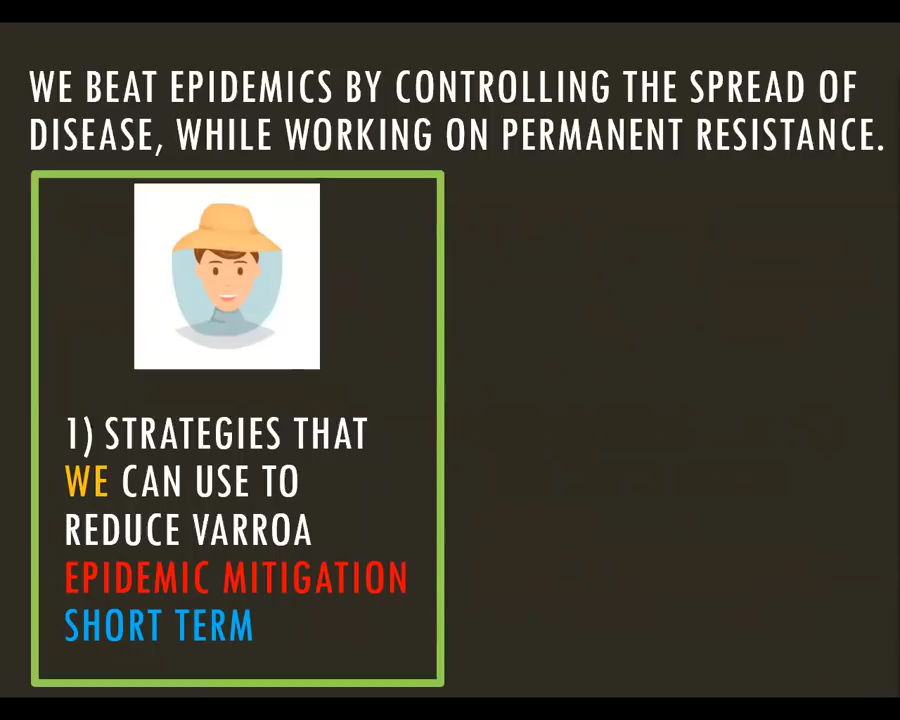 WE BEAT EPIDEMICS BY CONTROLLING THE SPREAD OF
DISEASE, WHILE WORKING ON PERMANENT RESISTANCE.
1) STRATEGIES THAT
WE CAN USE TO
REDUCE VARROA
EPIDEMIC MITIGATION
SHORT TERM